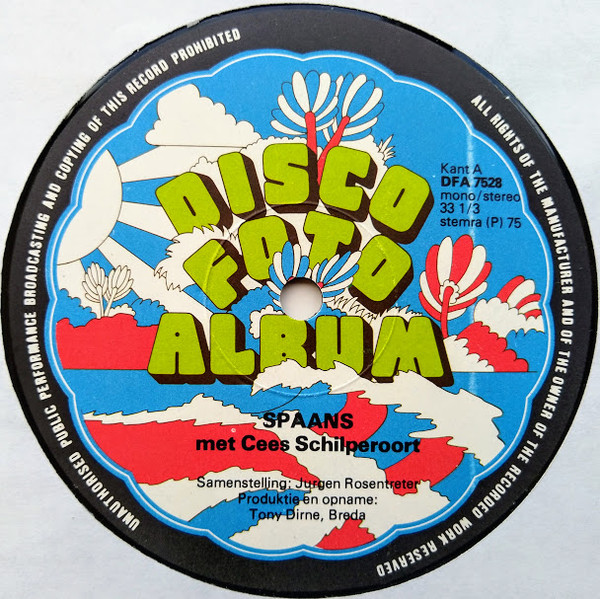 UNAUTHORISED PUBLIC PERFORMANCE BROADCASTING AND COPYING OF THIS RECORD PROHIBITED
ALL RIGHTS OF THE MANUFACTURER AND OF THE OWNER OF THE RECORDED WORK RESERVED
DISCO
FOTO
ALBUM
Kant A
DFA 7528
mono/stereo
33 1/3
stemra (P) 75
SPAANS
met Cees Schilperoort
Samenstelling: Jurgen Rosentreter
Produktie en opname:
Tony Dirne, Breda